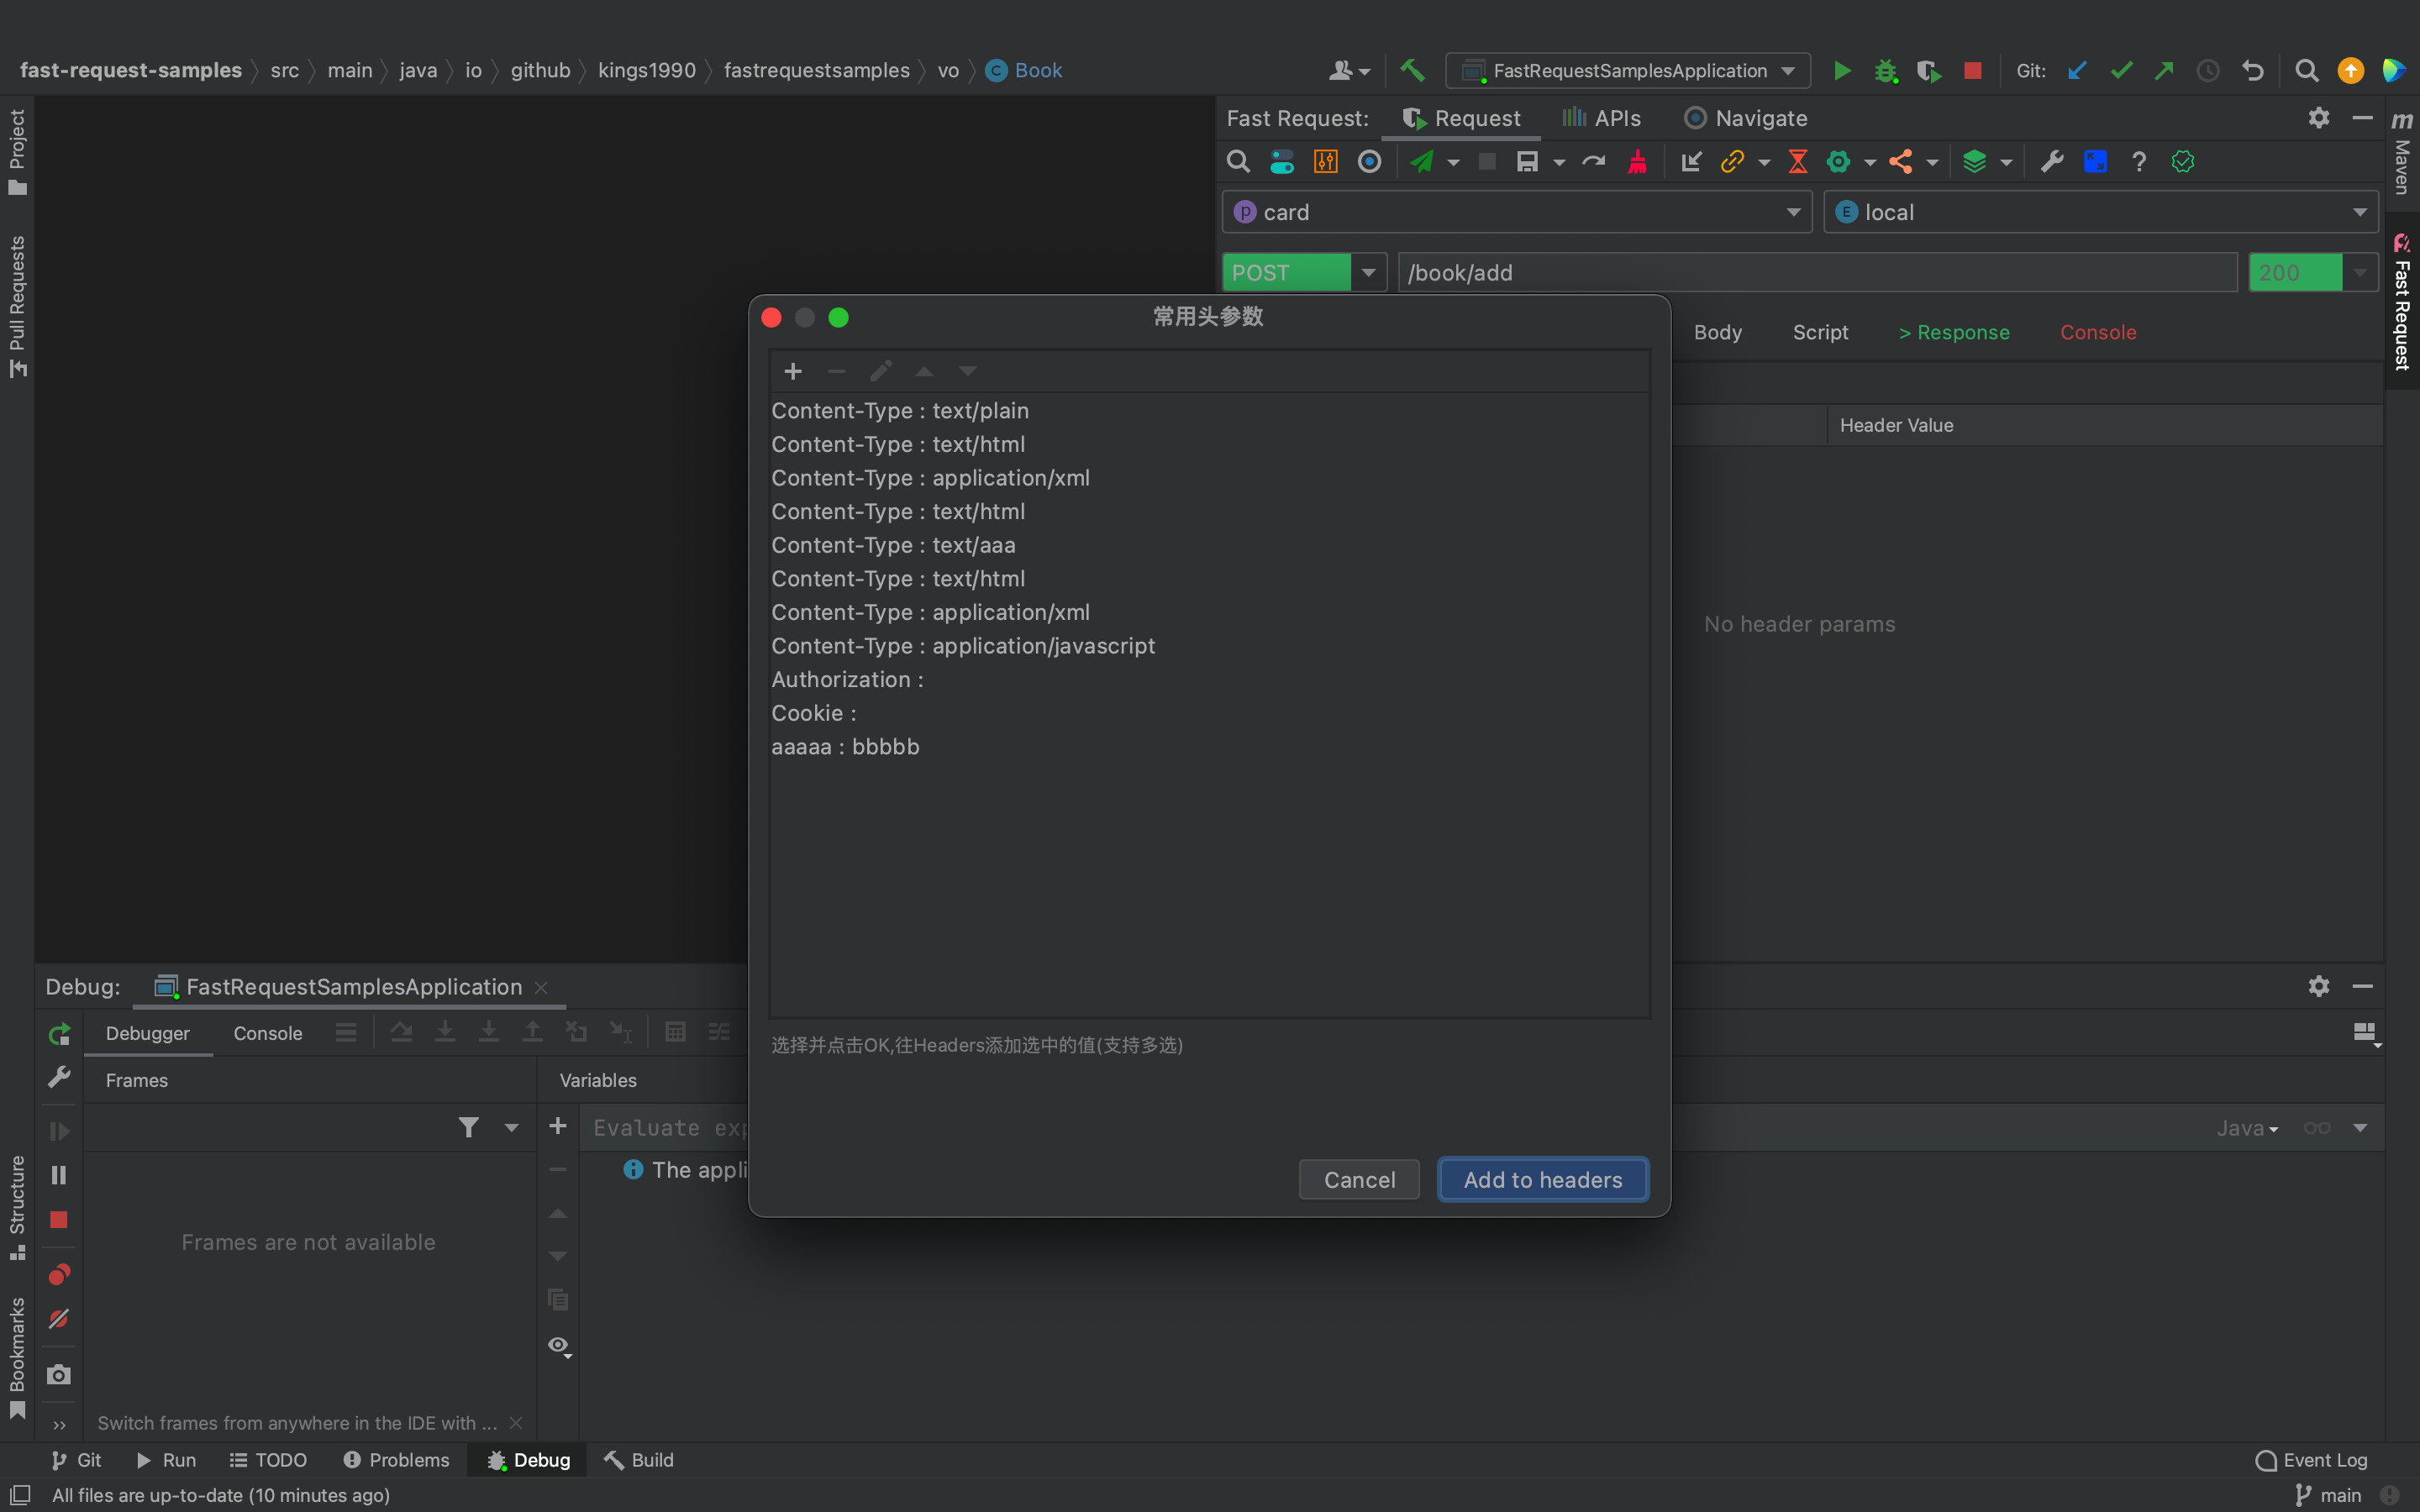 fast-request-samples src main java io github kings1990 fastrequestsamples vo C Book
FastRequestSamplesApplication
Git:
Project
Pull Requests
Structure
Bookmarks
Fast Request: Request APIs Navigate
p card
E local
POST /book/add 200
Body Script > Response Console
Header Value
No header params
m Maven
Fast Request
常用头参数
Content-Type : text/plain
Content-Type : text/html
Content-Type : application/xml
Content-Type : text/html
Content-Type : text/aaa
Content-Type : text/html
Content-Type : application/xml
Content-Type : application/javascript
Authorization :
Cookie :
aaaaa : bbbbb
选择并点击OK,往Headers添加选中的值(支持多选)
Cancel Add to headers
Debug: FastRequestSamplesApplication
Debugger Console
Frames Variables
Evaluate exp
Java
The appli
Frames are not available
Switch frames from anywhere in the IDE with ...
Git Run TODO Problems Debug Build
Event Log
All files are up-to-date (10 minutes ago)
main